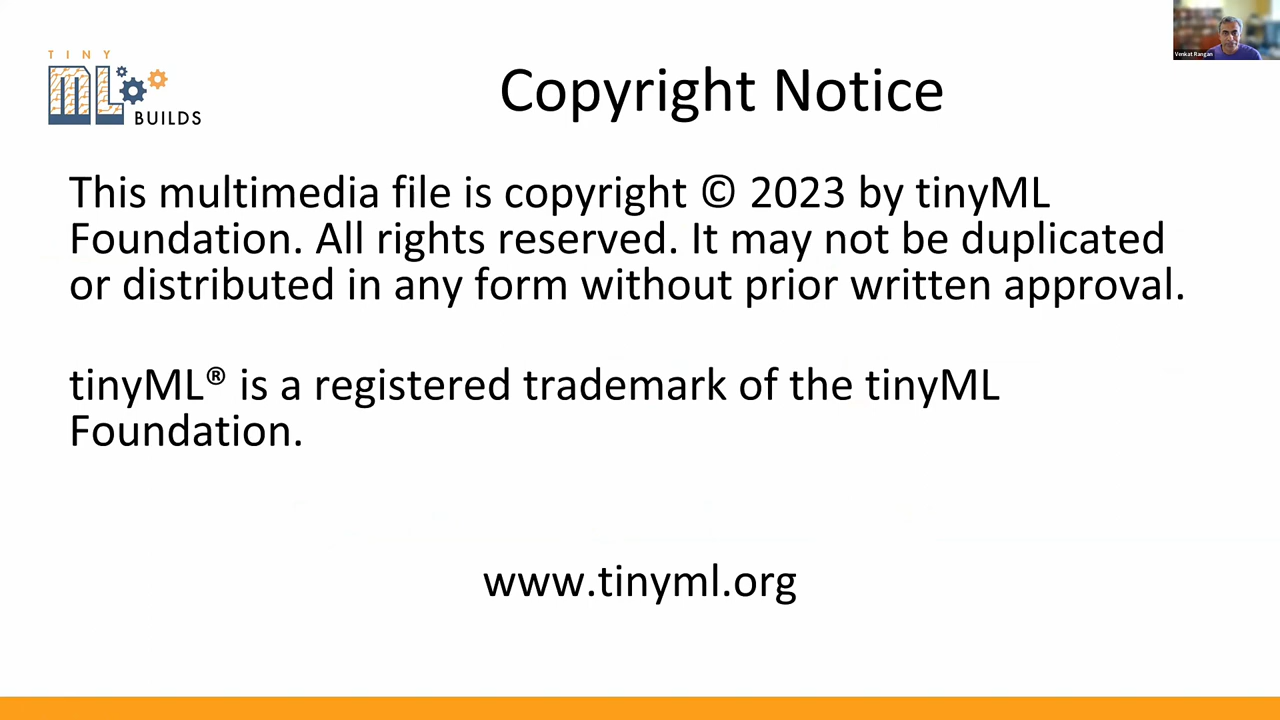 TINY
ML
BUILDS
Venkat Rangan
Copyright Notice
This multimedia file is copyright © 2023 by tinyML
Foundation. All rights reserved. It may not be duplicated
or distributed in any form without prior written approval.
tinyML® is a registered trademark of the tinyML
Foundation.
www.tinyml.org